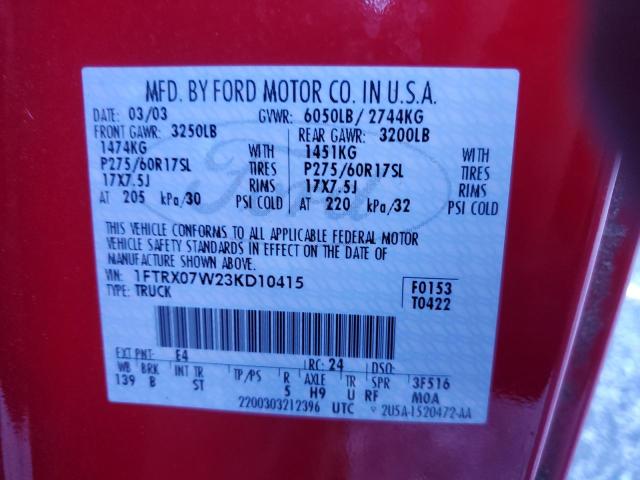 MFD. BY FORD MOTOR CO. IN U.S.A.
DATE: 03/03 GVWR: 6050LB/ 2744KG
FRONT GAWR: 3250LB REAR GAWR: 3200LB
1474KG WITH 1451KG WITH
P275/60R17SL TIRES P275/60R17SL TIRES
17X7.5J RIMS 17X7.5J RIMS
AT 205 kPa/30 PSI COLD AT 220 kPa/32 PSI COLD
THIS VEHICLE CONFORMS TO ALL APPLICABLE FEDERAL MOTOR
VEHICLE SAFETY STANDARDS IN EFFECT ON THE DATE OF
MANUFACTURE SHOWN ABOVE.
VIN: 1FTRX07W23KD10415 F0153
TYPE: TRUCK T0422
EXT PNT: E4 RC: 24 DSO:
WB BRK INT TR TP/PS R AXLE TR SPR 3F516
139 B ST 5 H9 U RF MOA
2200303212396 UTC 2U5A-1520472-AA
Ford